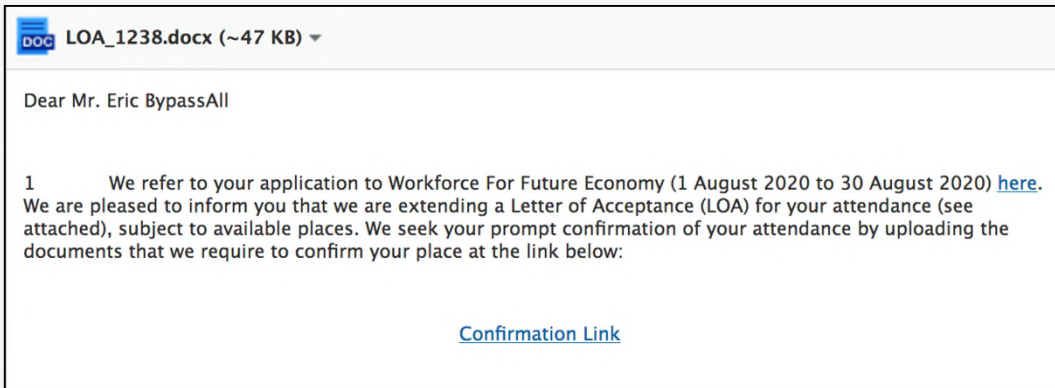 DOC LOA_1238.docx (~47 KB)
Dear Mr. Eric BypassAll
1 We refer to your application to Workforce For Future Economy (1 August 2020 to 30 August 2020) here.
We are pleased to inform you that we are extending a Letter of Acceptance (LOA) for your attendance (see
attached), subject to available places. We seek your prompt confirmation of your attendance by uploading the
documents that we require to confirm your place at the link below:
Confirmation Link